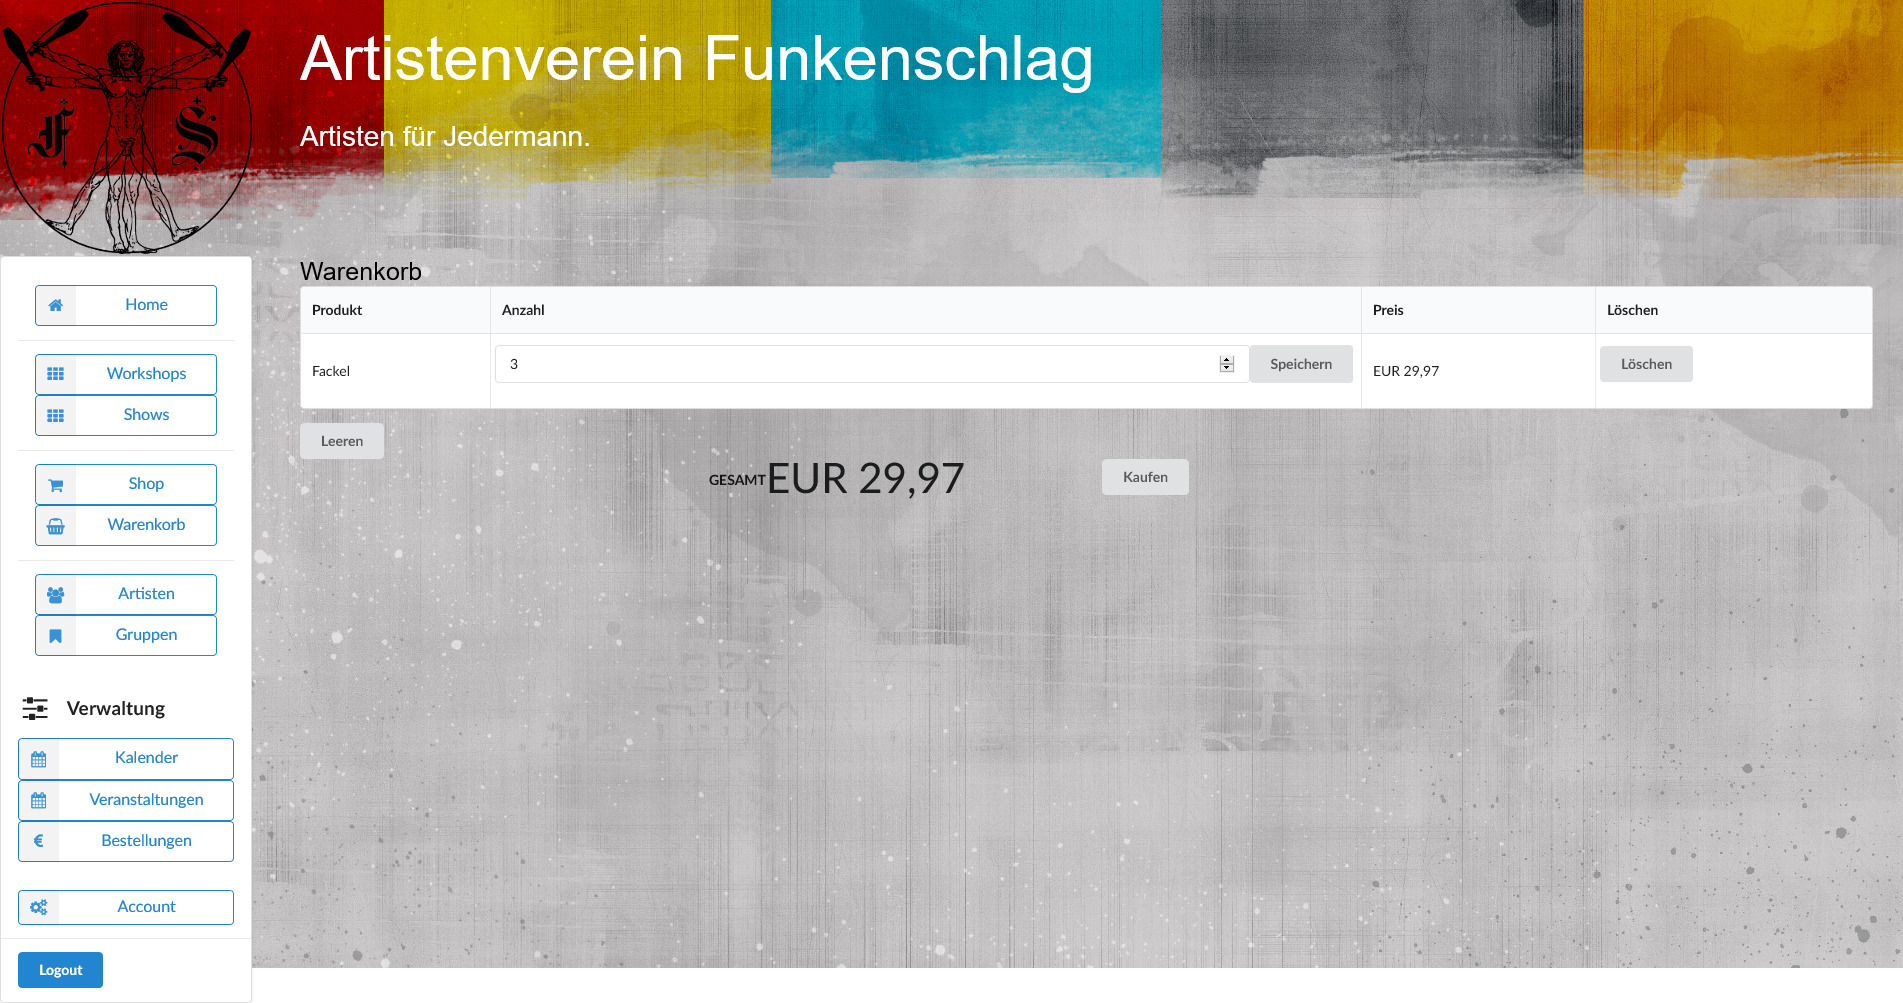 Artistenverein Funkenschlag
Artisten für Jedermann.
F S
Home
Workshops
Shows
Shop
Warenkorb
Artisten
Gruppen
Verwaltung
Kalender
Veranstaltungen
€ Bestellungen
Account
Logout
Warenkorb
Produkt Anzahl Preis Löschen
Fackel 3 Speichern EUR 29,97 Löschen
Leeren
GESAMT EUR 29,97 Kaufen